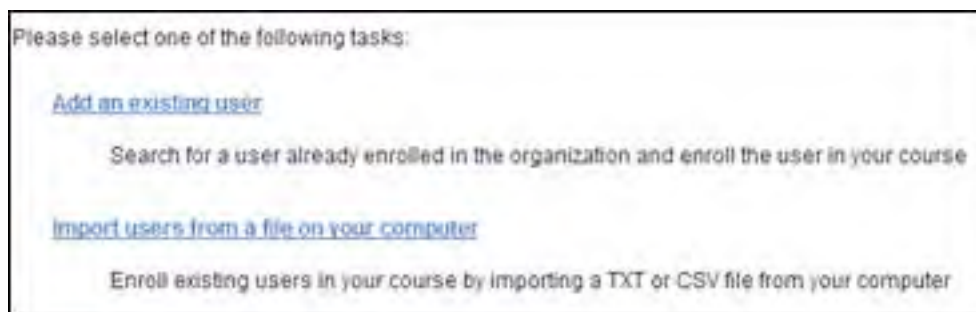 Please select one of the following tasks:
Add an existing user
Search for a user already enrolled in the organization and enroll the user in your course
Import users from a file on your computer
Enroll existing users in your course by importing a TXT or CSV file from your computer